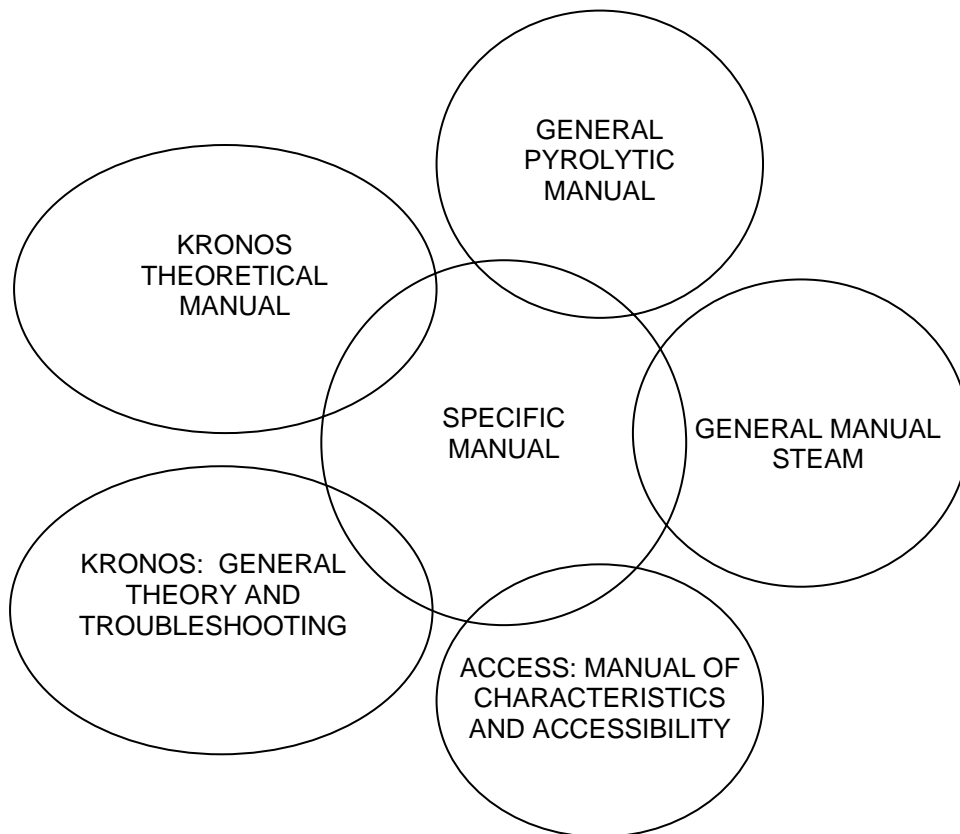 GENERAL
PYROLYTIC
MANUAL
KRONOS
THEORETICAL
MANUAL
SPECIFIC
MANUAL
GENERAL MANUAL
STEAM
KRONOS:  GENERAL
THEORY AND
TROUBLESHOOTING
ACCESS: MANUAL OF
CHARACTERISTICS
AND ACCESSIBILITY